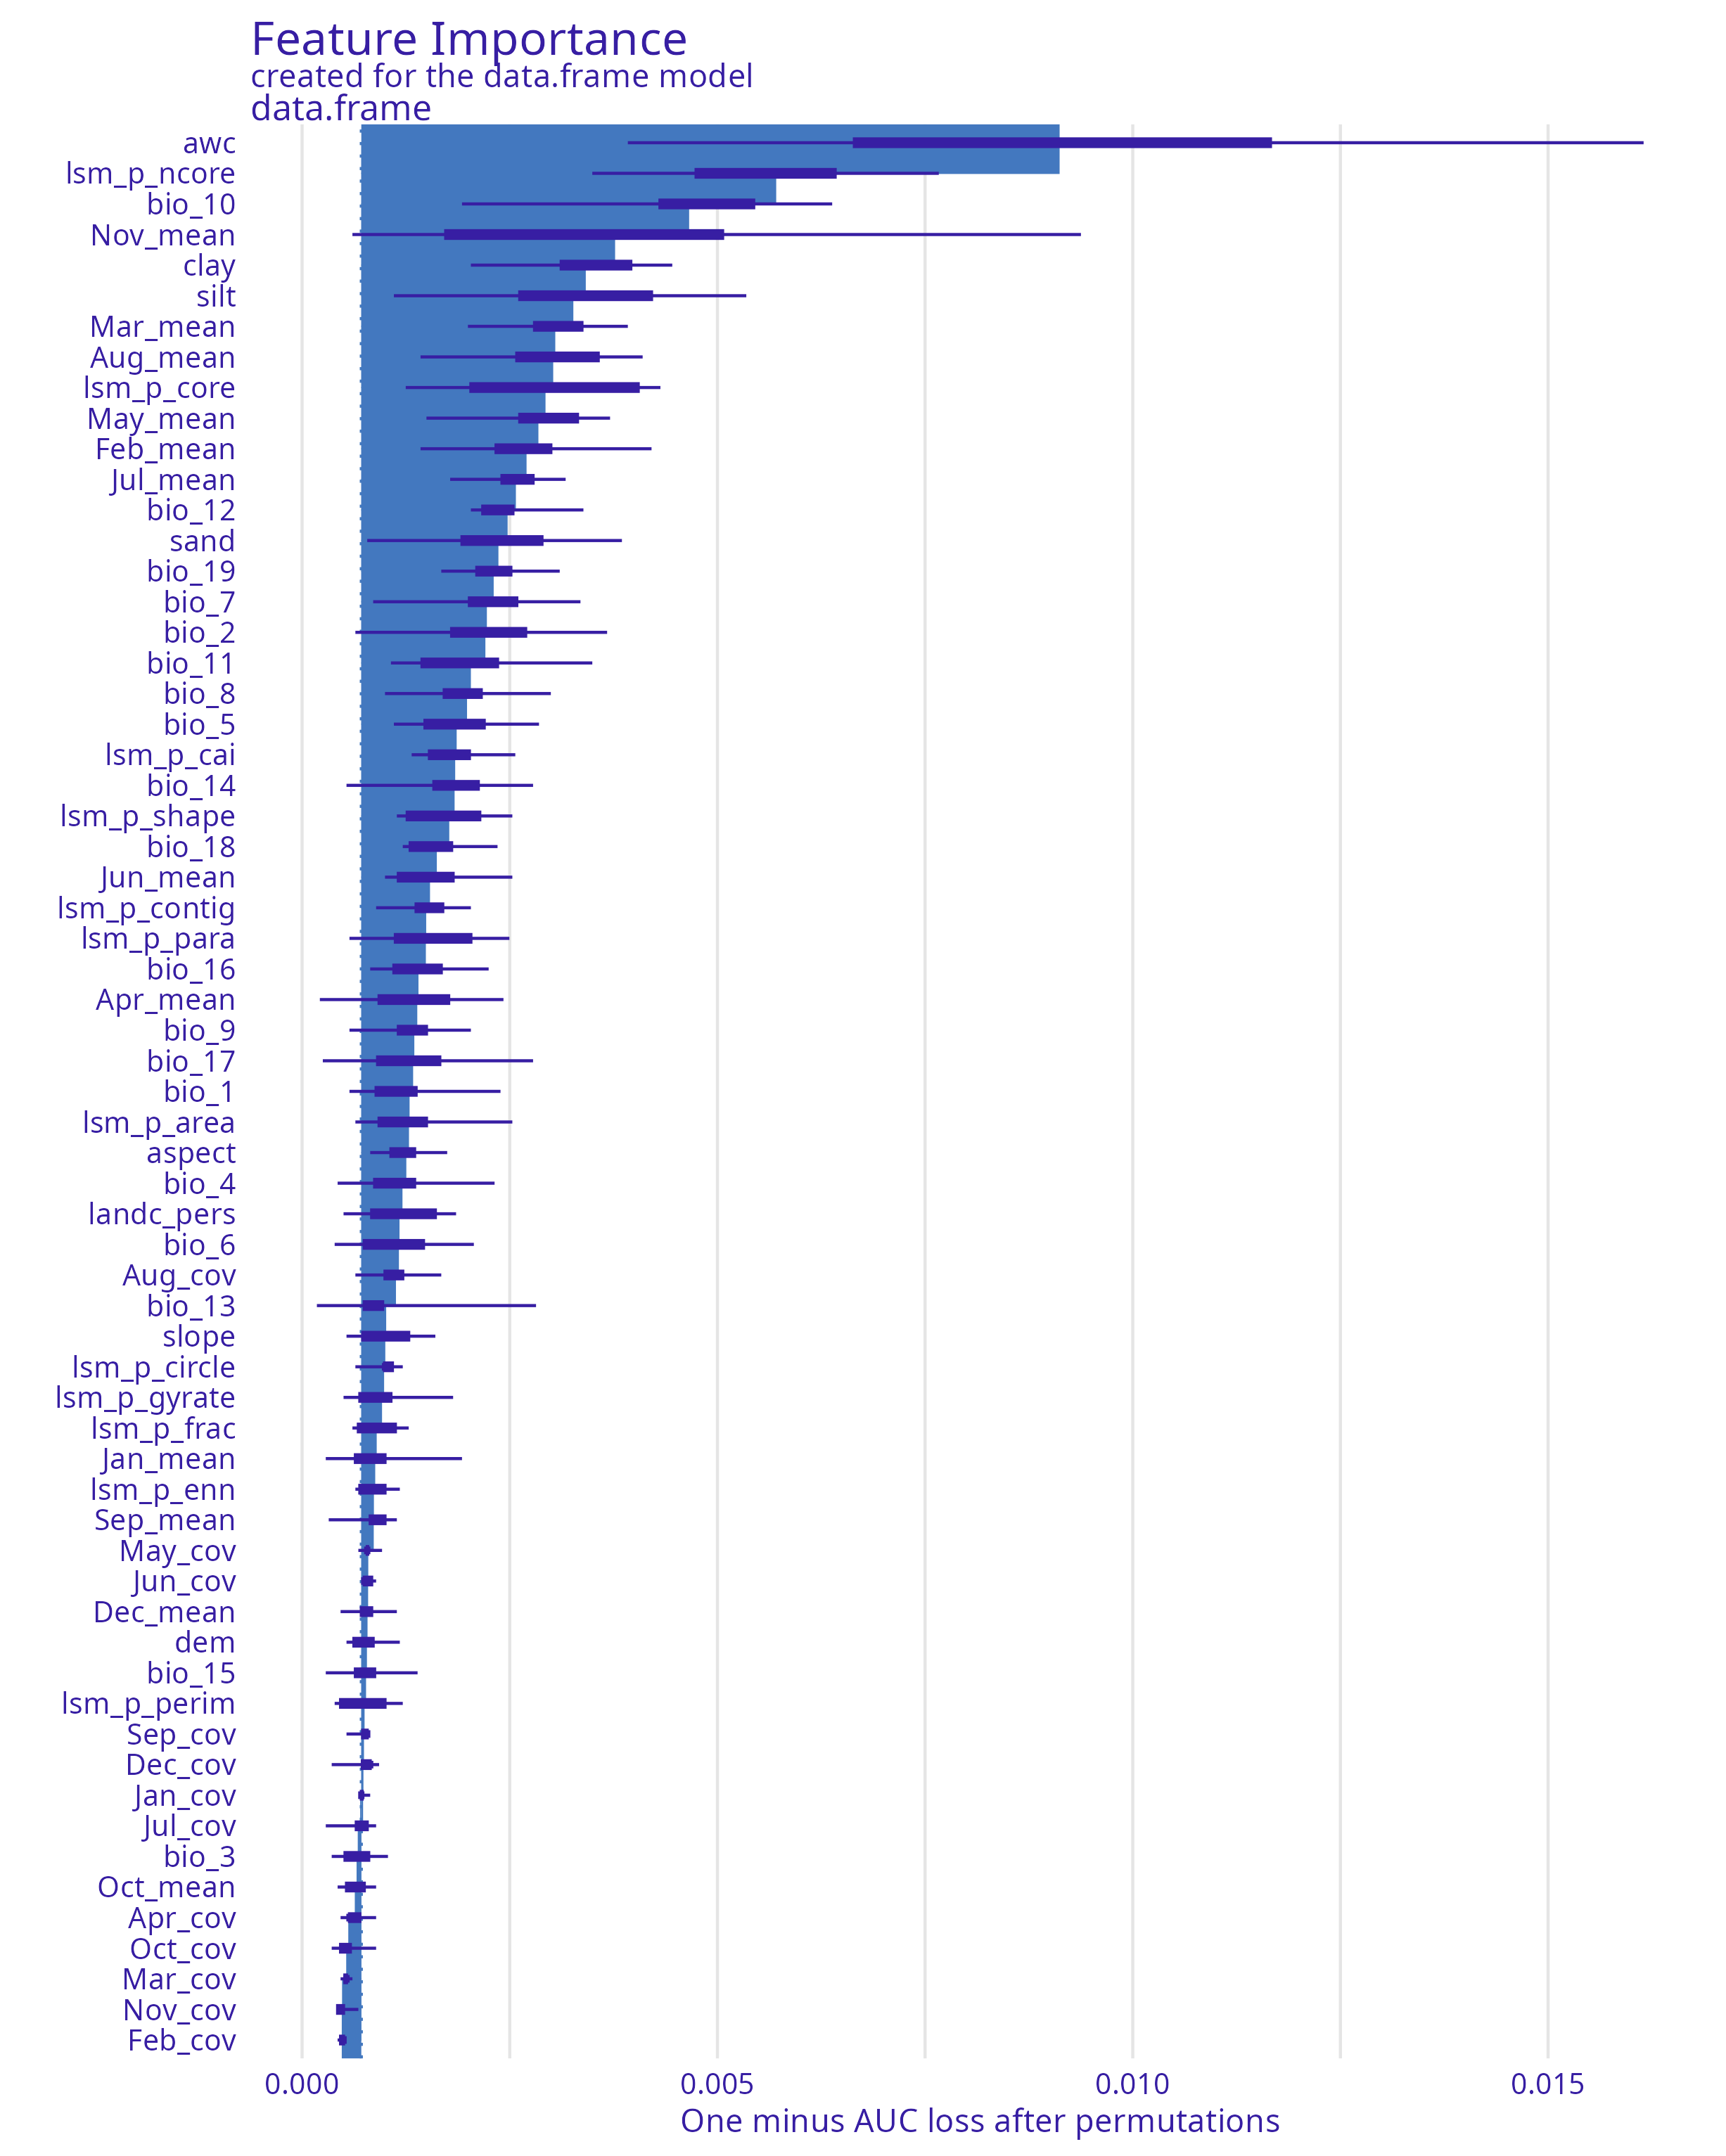 Feature Importance
created for the data.frame model
data.frame
awc
lsm_p_ncore
bio_10
Nov_mean
clay
silt
Mar_mean
Aug_mean
lsm_p_core
May_mean
Feb_mean
Jul_mean
bio_12
sand
bio_19
bio_7
bio_2
bio_11
bio_8
bio_5
lsm_p_cai
bio_14
lsm_p_shape
bio_18
Jun_mean
lsm_p_contig
lsm_p_para
bio_16
Apr_mean
bio_9
bio_17
bio_1
lsm_p_area
aspect
bio_4
landc_pers
bio_6
Aug_cov
bio_13
slope
lsm_p_circle
lsm_p_gyrate
lsm_p_frac
Jan_mean
lsm_p_enn
Sep_mean
May_cov
Jun_cov
Dec_mean
dem
bio_15
lsm_p_perim
Sep_cov
Dec_cov
Jan_cov
Jul_cov
bio_3
Oct_mean
Apr_cov
Oct_cov
Mar_cov
Nov_cov
Feb_cov
0.000 0.005 0.010 0.015
One minus AUC loss after permutations